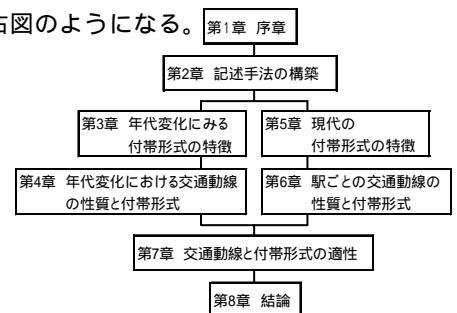 右図のようになる。
第1章 序章
第2章 記述手法の構築
第3章 年代変化にみる
付帯形式の特徴
第5章 現代の
付帯形式の特徴
第4章 年代変化における交通動線
の性質と付帯形式
第6章 駅ごとの交通動線の
性質と付帯形式
第7章 交通動線と付帯形式の適性
第8章 結論